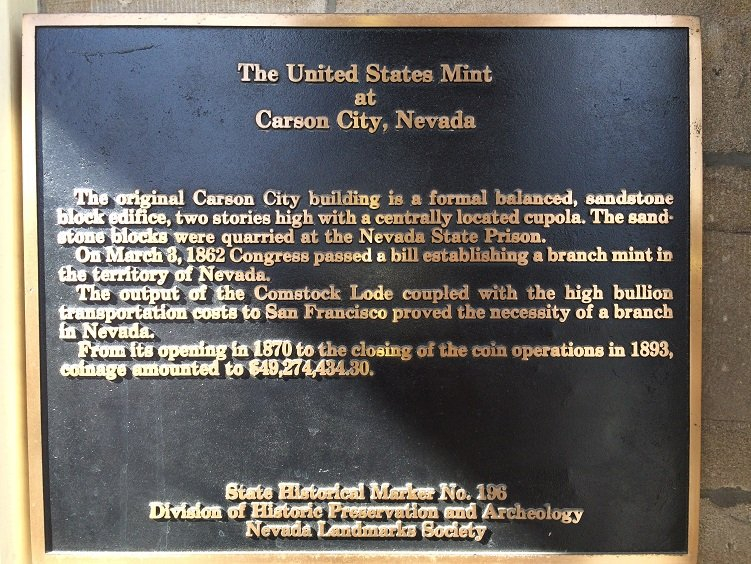 The United States Mint
at
Carson City, Nevada
The original Carson City building is a formal balanced, sandstone
block edifice, two stories high with a centrally located cupola. The sand-
stone blocks were quarried at the Nevada State Prison.
On March 3, 1862 Congress passed a bill establishing a branch mint in
the territory of Nevada.
The output of the Comstock Lode coupled with the high bullion
transportation costs to San Francisco proved the necessity of a branch
in Nevada.
From its opening in 1870 to the closing of the coin operations in 1893,
coinage amounted to $49,274,434.30.
State Historical Marker No. 196
Division of Historic Preservation and Archeology
Nevada Landmarks Society